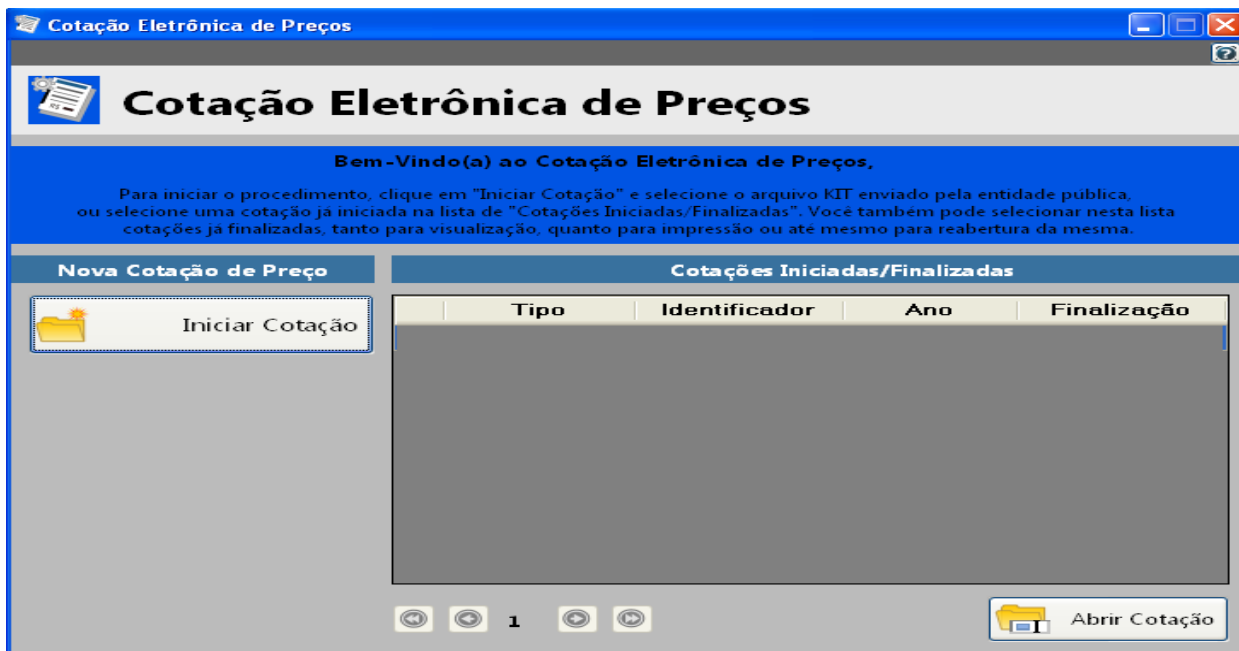 Cotação Eletrônica de Preços
Cotação Eletrônica de Preços
Bem-Vindo(a) ao Cotação Eletrônica de Preços,
Para iniciar o procedimento, clique em "Iniciar Cotação" e selecione o arquivo KIT enviado pela entidade pública,
ou selecione uma cotação já iniciada na lista de "Cotações Iniciadas/Finalizadas". Você também pode selecionar nesta lista
cotações já finalizadas, tanto para visualização, quanto para impressão ou até mesmo para reabertura da mesma.
Nova Cotação de Preço
Cotações Iniciadas/Finalizadas
Iniciar Cotação
Tipo Identificador Ano Finalização
1
Abrir Cotação